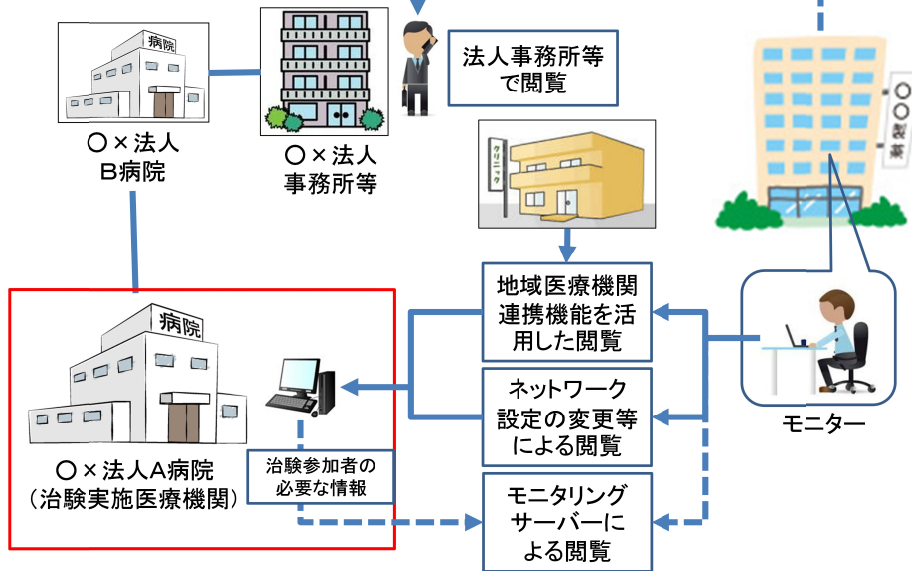 病院
〇×法人
B病院
〇×法人
事務所等
法人事務所等
で閲覧
クリニック
地域医療機関
連携機能を活
用した閲覧
ネットワーク
設定の変更等
による閲覧
モニタリング
サーバーに
よる閲覧
モニター
病院
〇×法人A病院
(治験実施医療機関)
治験参加者の
必要な情報